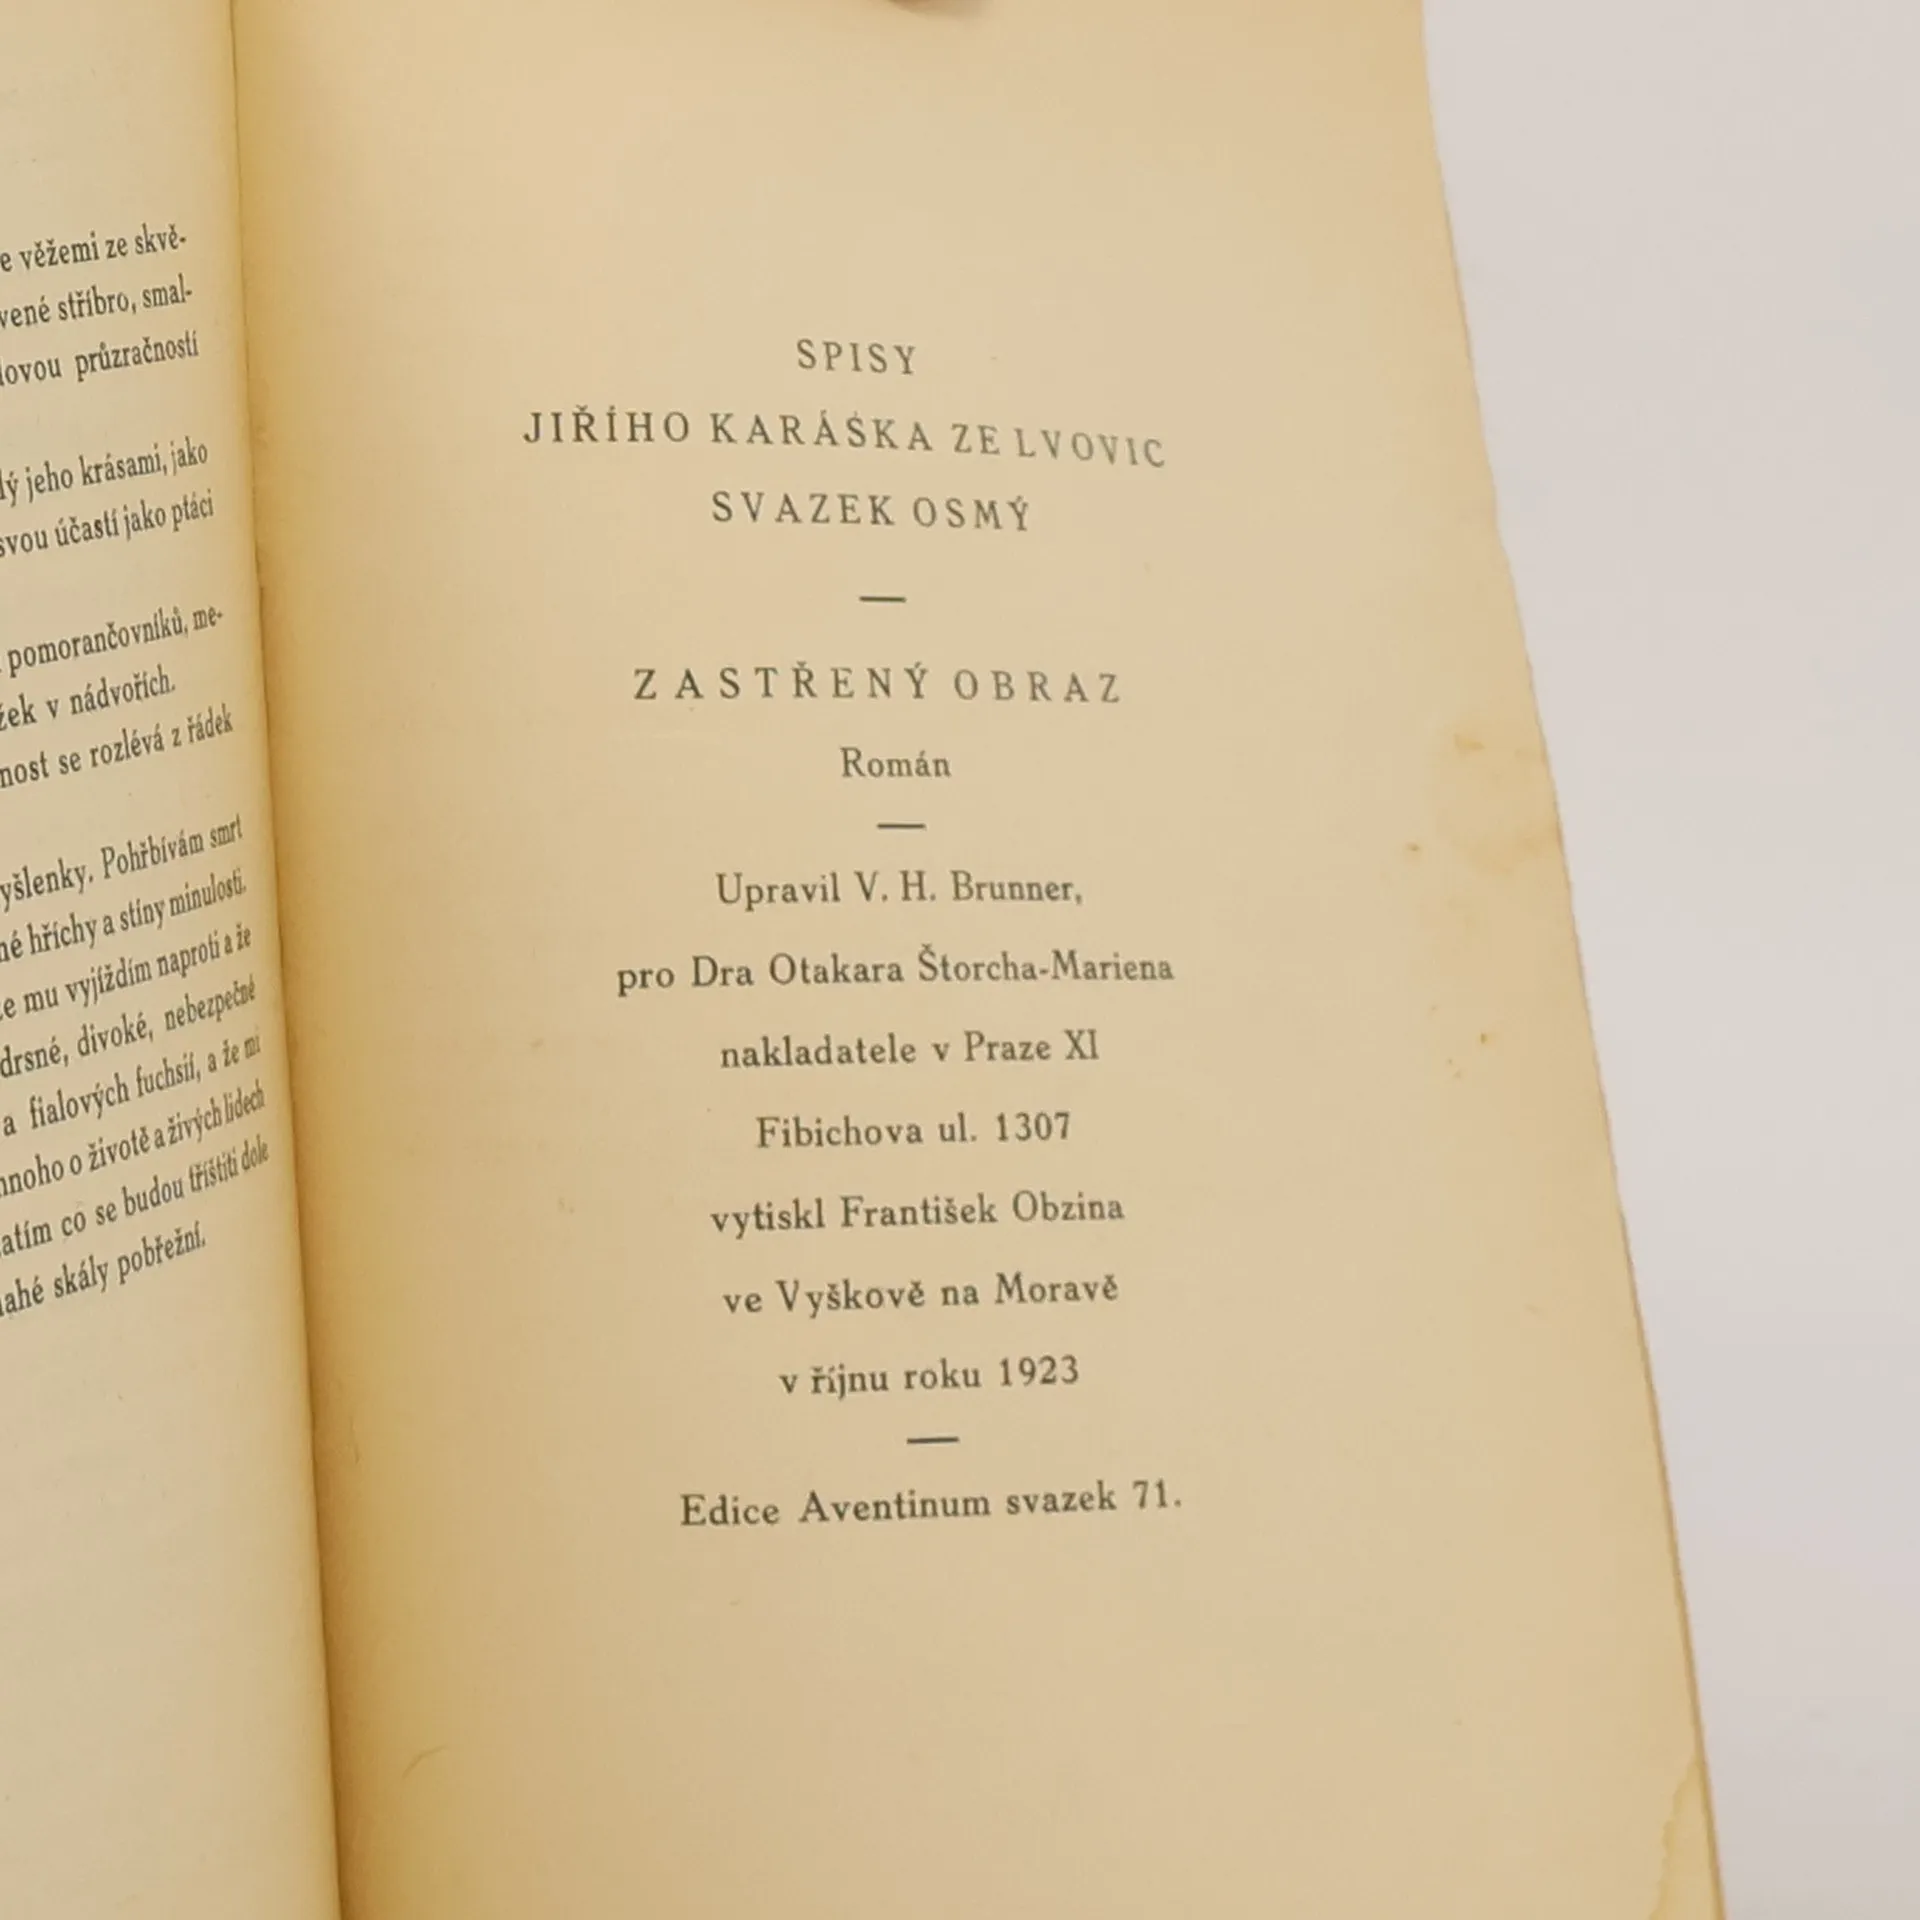 e věžemi ze skvě-
vené stříbro, smal-
lovou průzračností
lý jeho krásami, jako
svou účastí jako ptáci
pomorančovníků, me-
žek v nádvořích.
nost se rozlévá z řádek
yšlenky. Pohřbívám smrt
né hříchy a stíny minulosti.
e mu vyjíždím naproti a že
drsné, divoké, nebezpečné
a fialových fuchsií, a že mi
mnoho o životě a živých lidech
atím co se budou tříštiti dole
nahé skály pobřežní.
SPISY
JIŘÍHO KARÁSKA ZE LVOVIC
SVAZEK OSMÝ
—
ZASTŘENÝ OBRAZ
Román
—
Upravil V. H. Brunner,
pro Dra Otakara Štorcha-Mariena
nakladatele v Praze XI
Fibichova ul. 1307
vytiskl František Obzina
ve Vyškově na Moravě
v říjnu roku 1923
—
Edice Aventinum svazek 71.